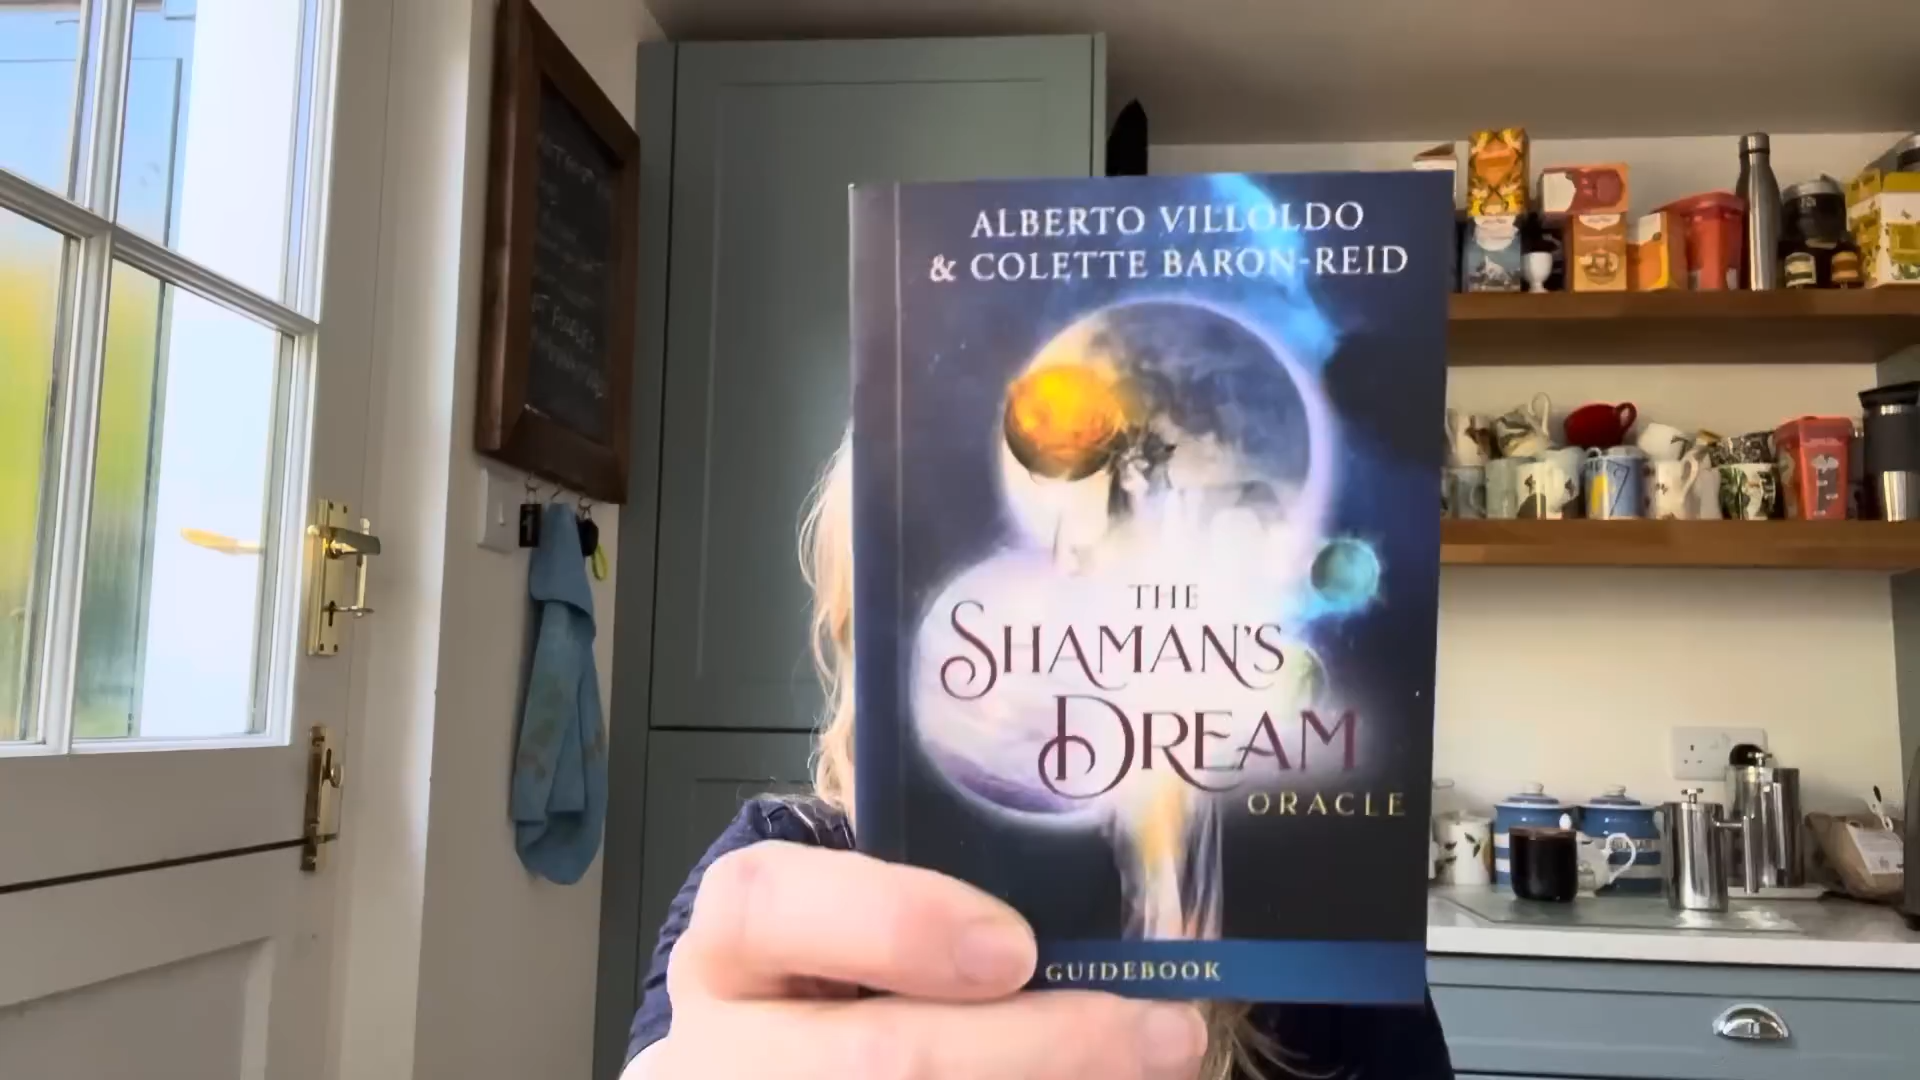 ALBERTO VILLOLDO
& COLETTE BARON-REID
THE
SHAMAN'S
DREAM
ORACLE
GUIDEBOOK